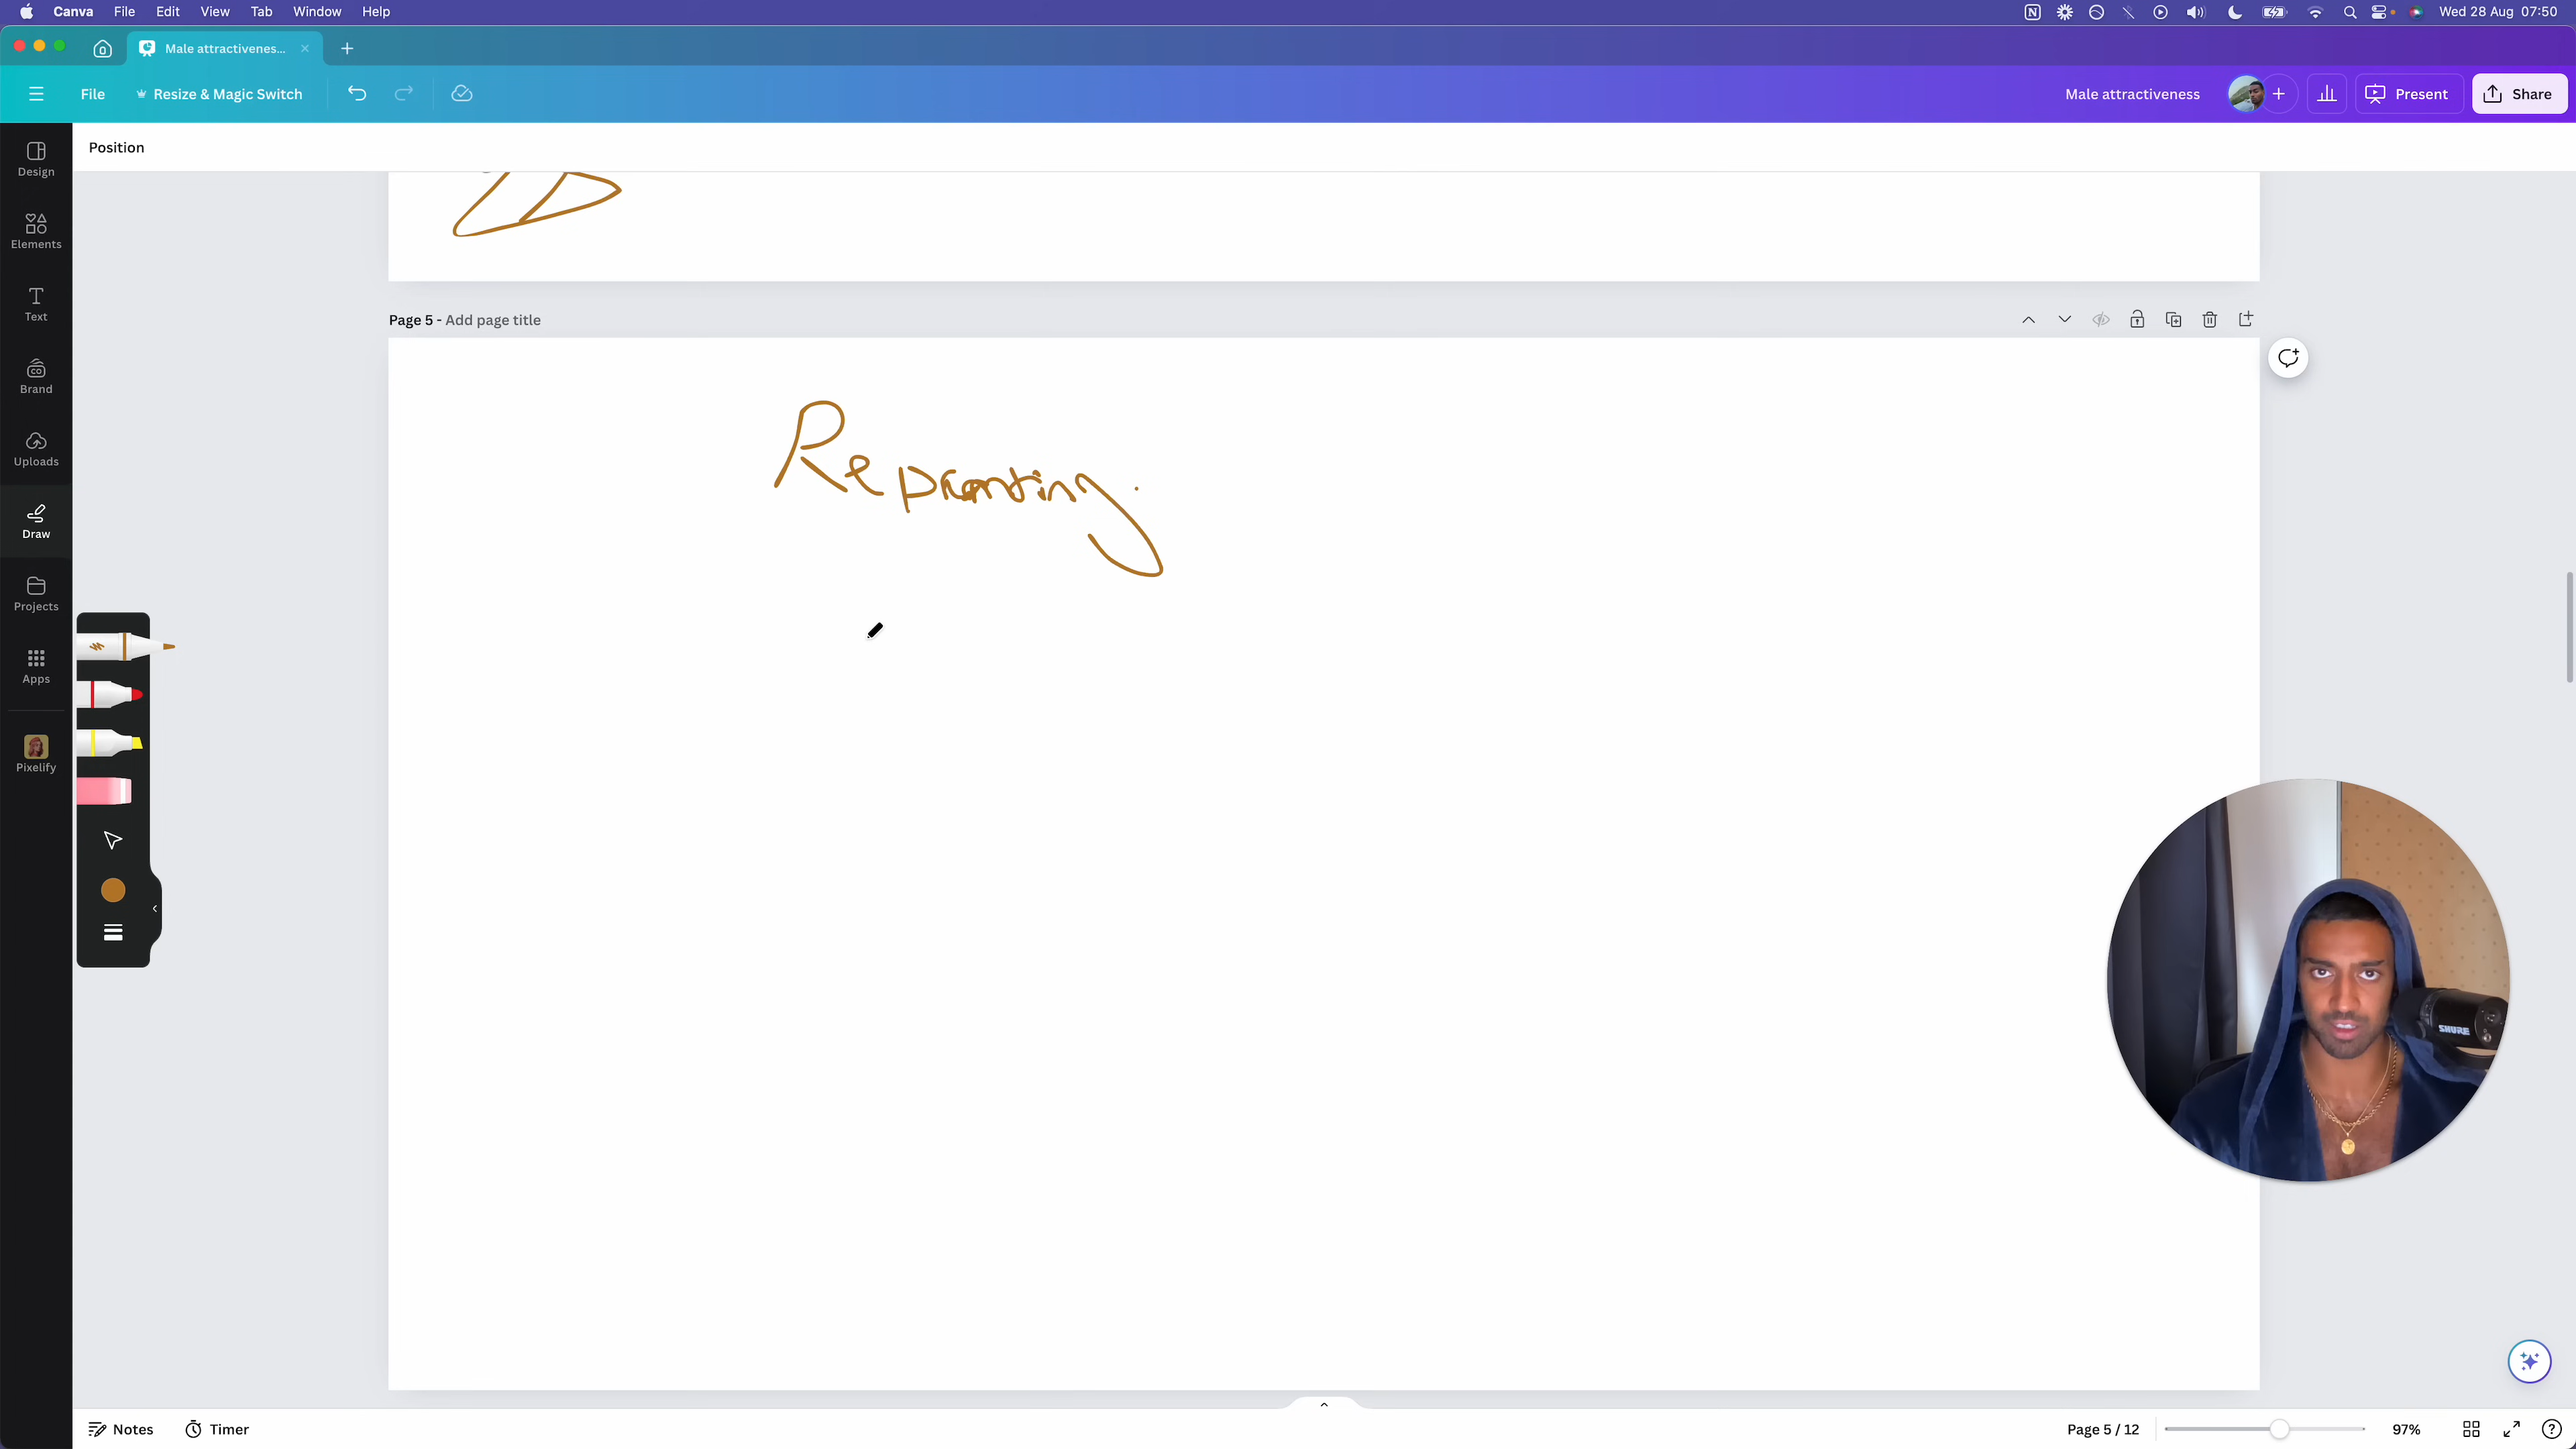 Canva File Edit View Tab Window Help
Wed 28 Aug 07:50
Male attractivenes...
File Resize & Magic Switch
Male attractiveness
Present
Share
Design
Elements
Text
Brand
Uploads
Draw
Projects
Apps
Pixelify
Position
Page 5 - Add page title
SHURE
Notes Timer
Page 5 / 12 97%